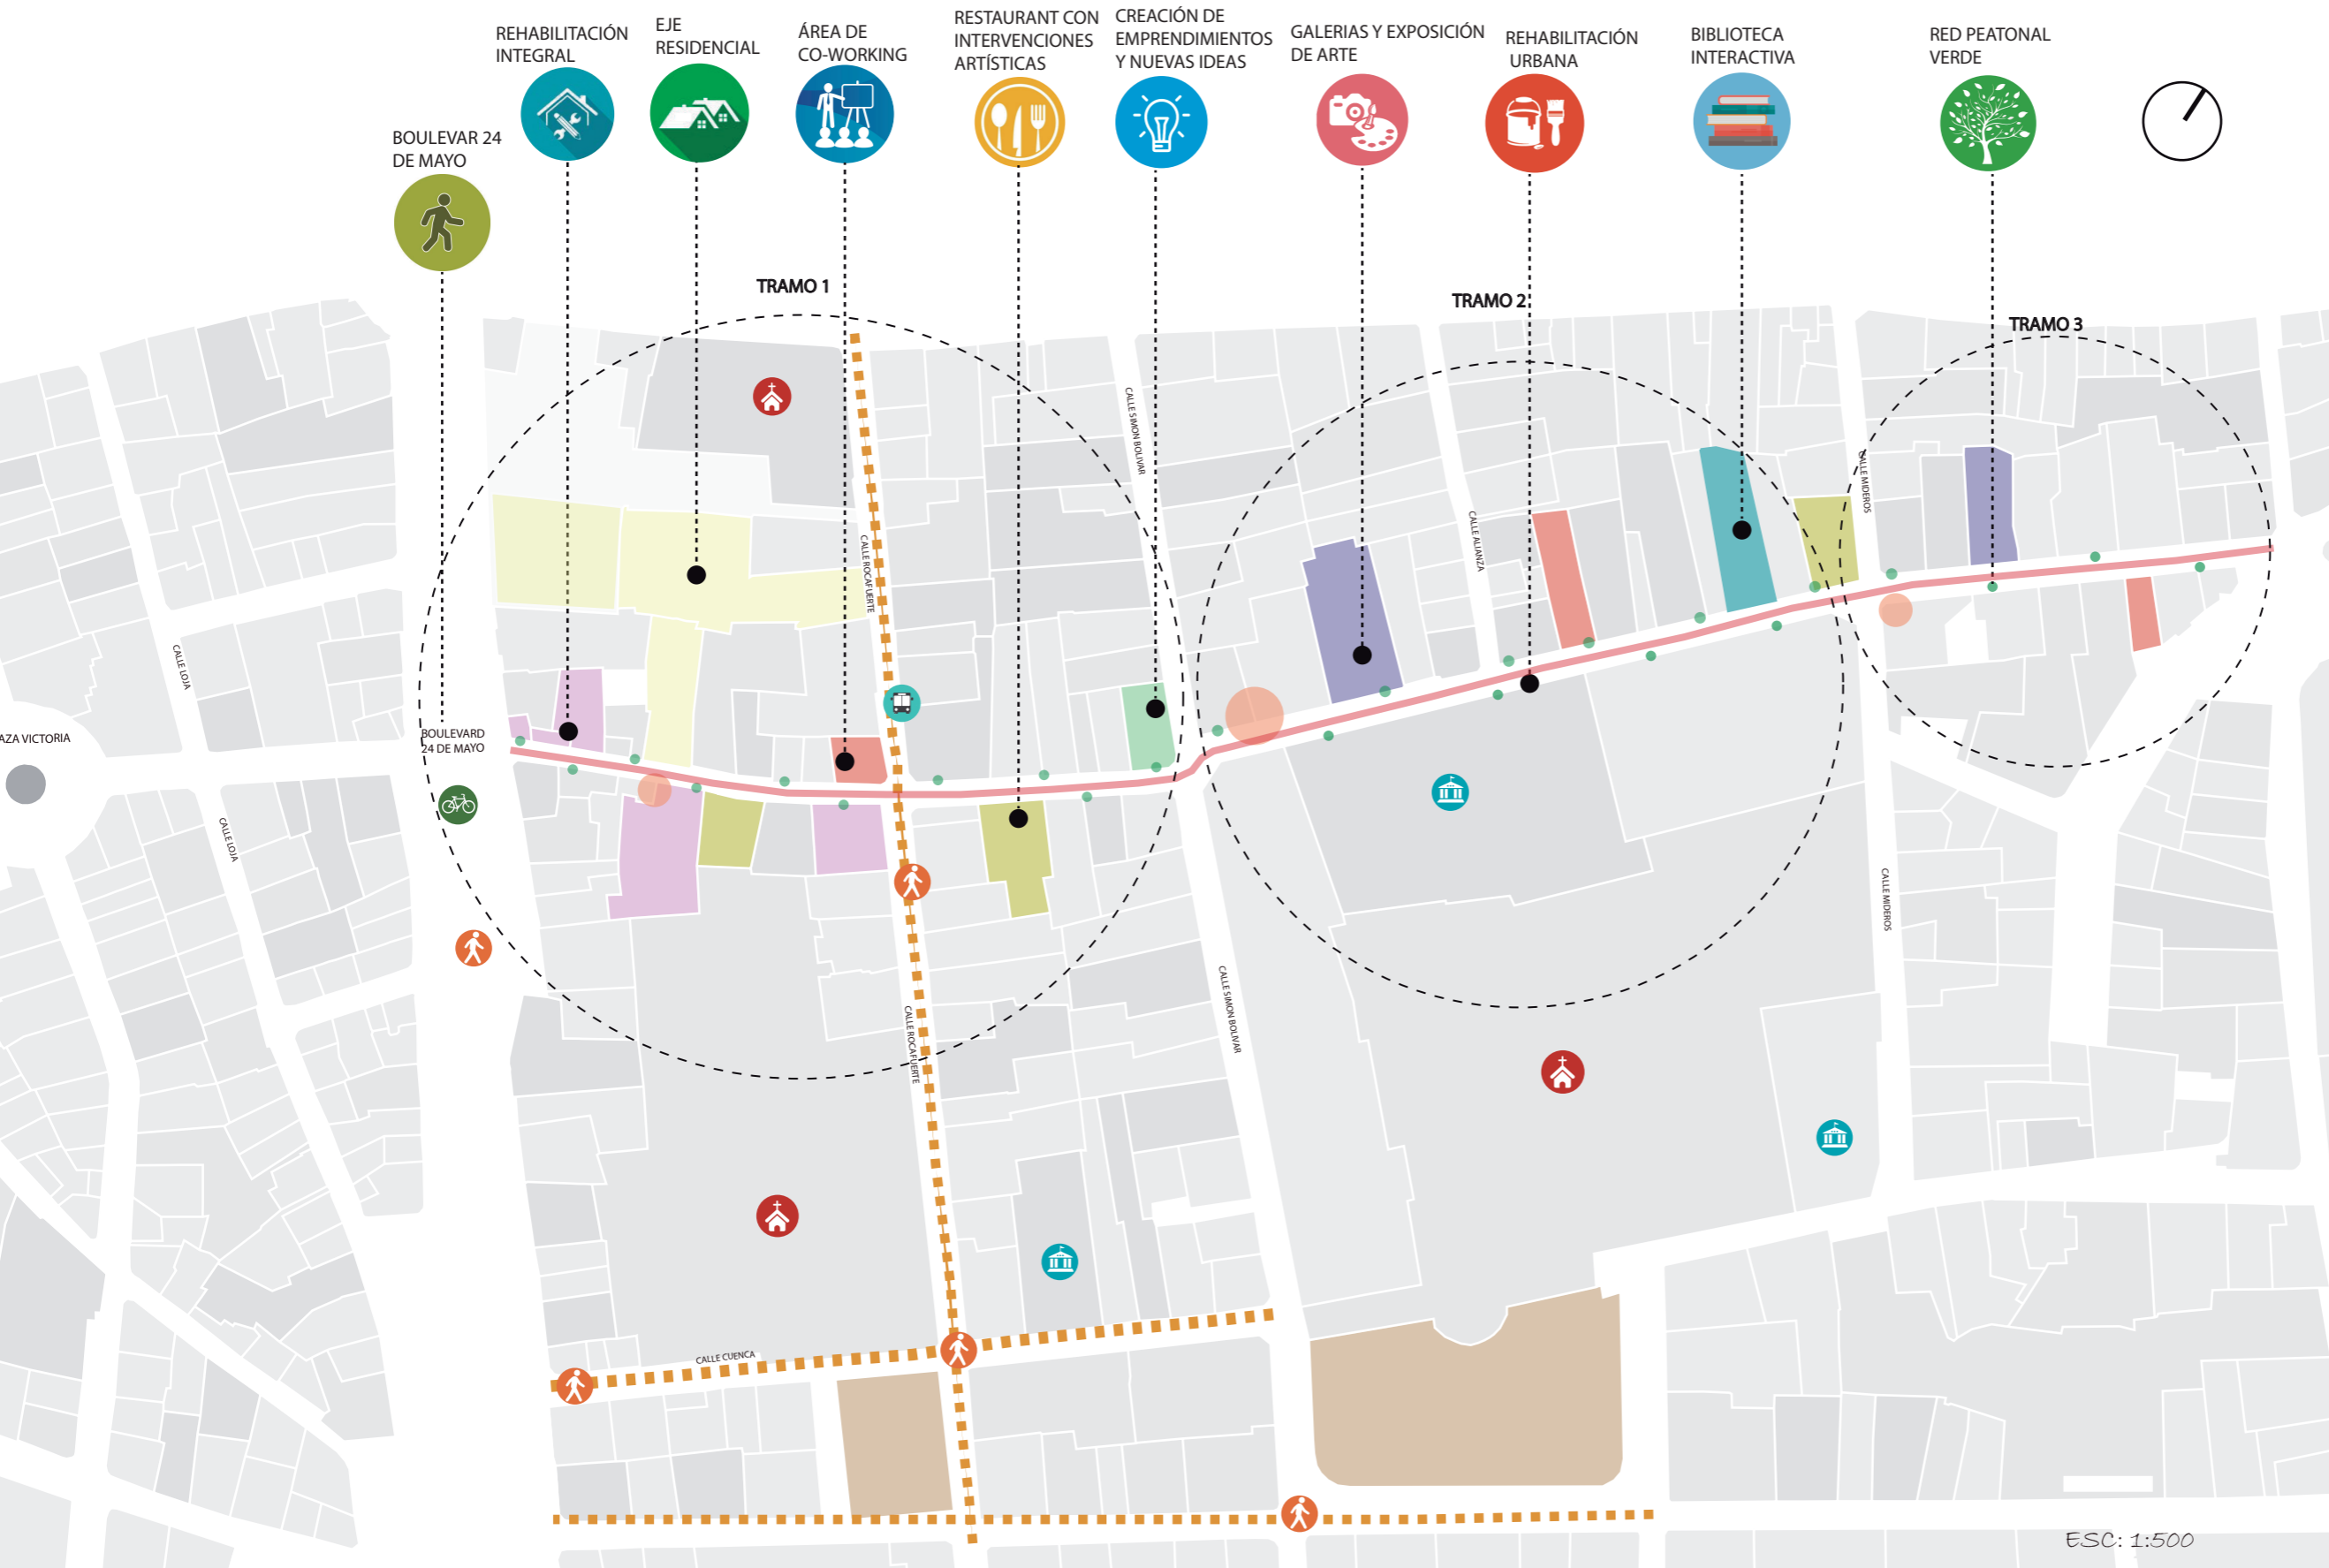 REHABILITACIÓN
INTEGRAL
EJE
RESIDENCIAL
ÁREA DE
CO-WORKING
RESTAURANT CON
INTERVENCIONES
ARTÍSTICAS
CREACIÓN DE
EMPRENDIMIENTOS
Y NUEVAS IDEAS
GALERIAS Y EXPOSICIÓN
DE ARTE
REHABILITACIÓN
URBANA
BIBLIOTECA
INTERACTIVA
RED PEATONAL
VERDE
BOULEVAR 24
DE MAYO
TRAMO 1
TRAMO 2
TRAMO 3
CALLE SIMON BOLIVAR
CALLE MIDEROS
CALLE ALIANZA
CALLE ROCAFUERTE
CALLE LOJA
AZA VICTORIA
BOULEVARD
24 DE MAYO
CALLE LOJA
CALLE MIDEROS
CALLE SIMON BOLIVAR
CALLE ROCAFUERTE
CALLE CUENCA
ESC: 1:500